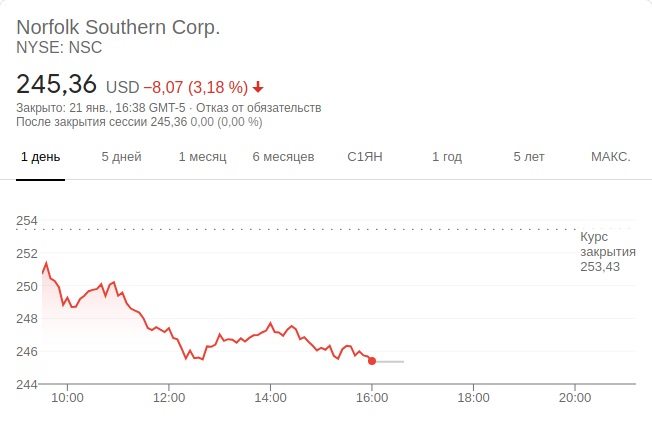 Norfolk Southern Corp.
NYSE: NSC
245,36 USD −8,07 (3,18 %)
Закрыто: 21 янв., 16:38 GMT-5 · Отказ от обязательств
После закрытия сессии 245,36 0,00 (0,00 %)
1 день 5 дней 1 месяц 6 месяцев С1ЯН 1 год 5 лет МАКС.
254
Курс
закрытия
253,43
252
250
248
246
244
10:00 12:00 14:00 16:00 18:00 20:00